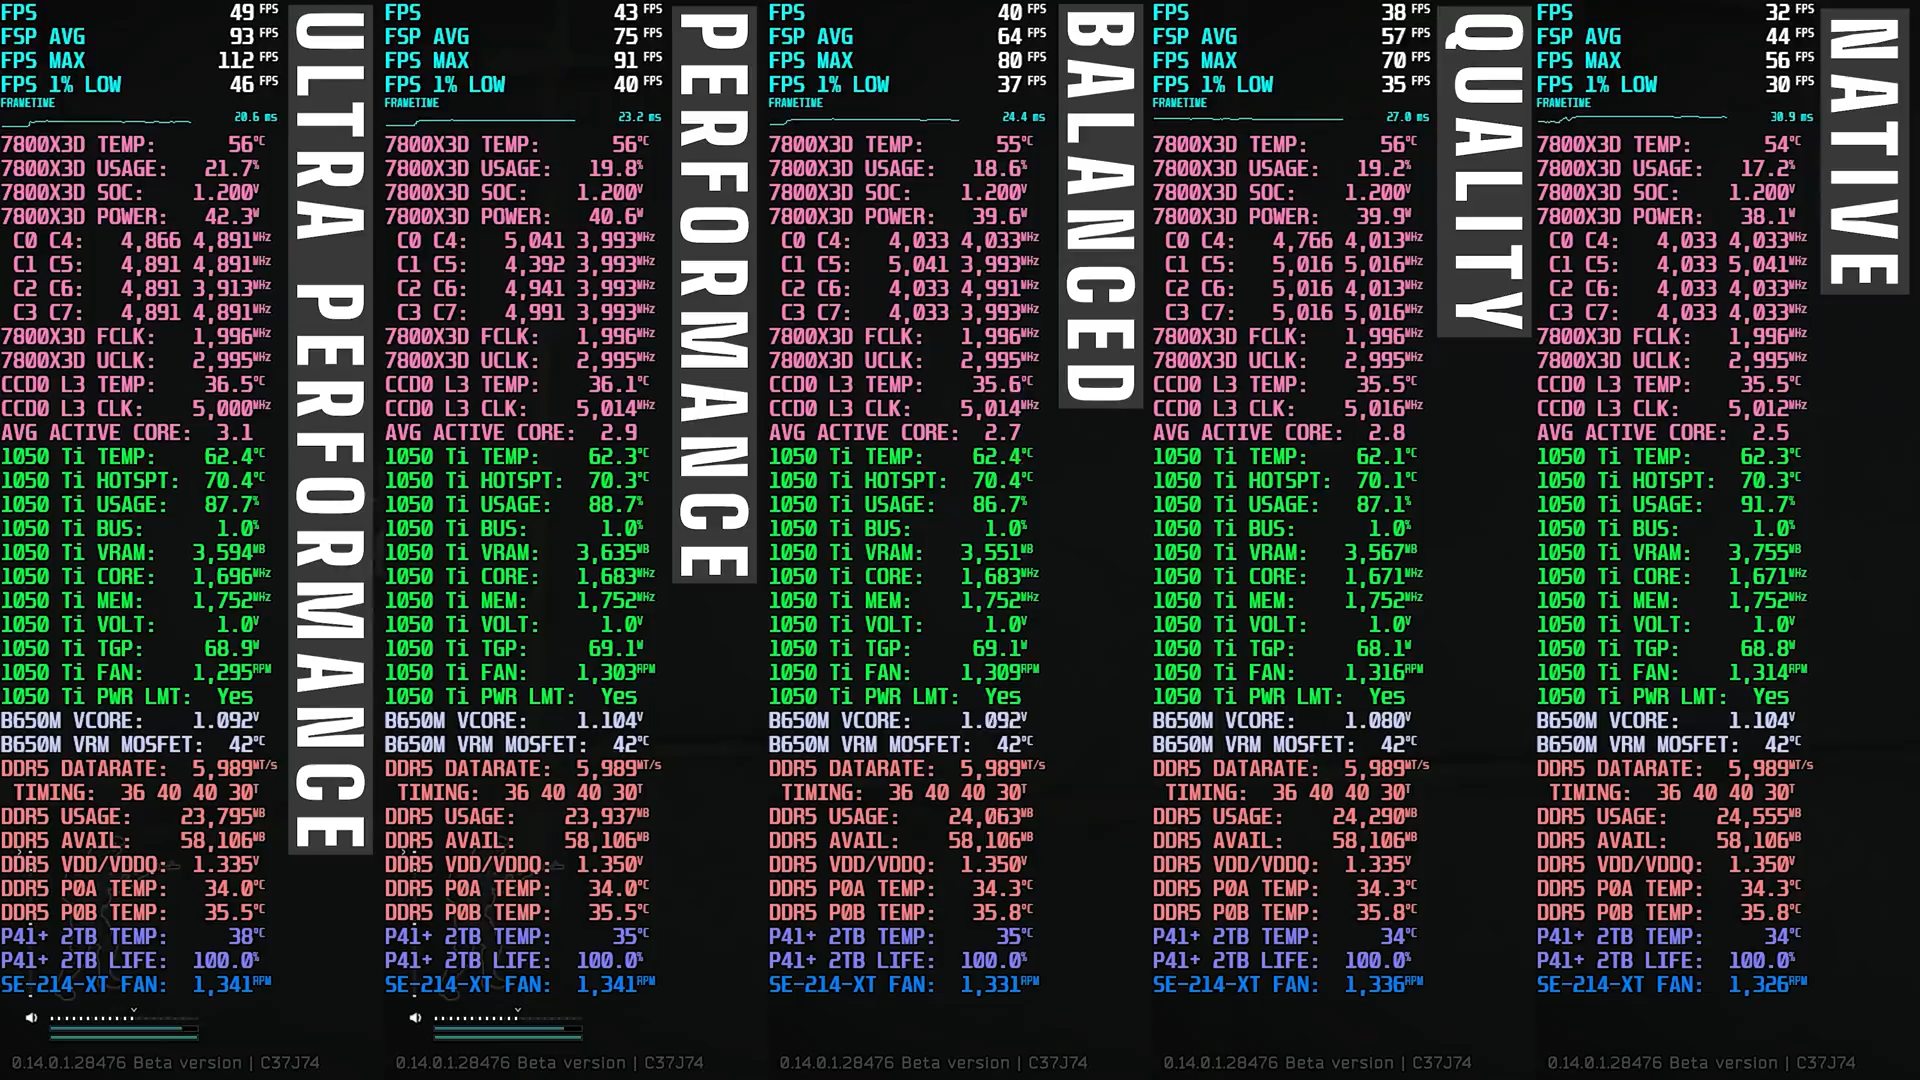 FPS 49 FPS
FSP AVG 93 FPS
FPS MAX 112 FPS
FPS 1% LOW 46 FPS
FRAMETIME
20.6 ms
7800X3D TEMP: 56°C
7800X3D USAGE: 21.7%
7800X3D SOC: 1.200V
7800X3D POWER: 42.3W
C0 C4: 4,866 4,891MHz
C1 C5: 4,891 4,891MHz
C2 C6: 4,891 3,913MHz
C3 C7: 4,891 4,891MHz
7800X3D FCLK: 1,996MHz
7800X3D UCLK: 2,995MHz
CCD0 L3 TEMP: 36.5°C
CCD0 L3 CLK: 5,000MHz
AVG ACTIVE CORE: 3.1
1050 Ti TEMP: 62.4°C
1050 Ti HOTSPT: 70.4°C
1050 Ti USAGE: 87.7%
1050 Ti BUS: 1.0%
1050 Ti VRAM: 3,594MB
1050 Ti CORE: 1,696MHz
1050 Ti MEM: 1,752MHz
1050 Ti VOLT: 1.0V
1050 Ti TGP: 68.9W
1050 Ti FAN: 1,295RPM
1050 Ti PWR LMT: Yes
B650M VCORE: 1.092V
B650M VRM MOSFET: 42°C
DDR5 DATARATE: 5,989MT/s
TIMING: 36 40 40 30T
DDR5 USAGE: 23,795MB
DDR5 AVAIL: 58,106MB
DDR5 VDD/VDDQ: 1.335V
DDR5 P0A TEMP: 34.0°C
DDR5 P0B TEMP: 35.5°C
P41+ 2TB TEMP: 38°C
P41+ 2TB LIFE: 100.0%
SE-214-XT FAN: 1,341RPM
0.14.0.1.28476 Beta version | C37J74
ULTRA PERFORMANCE
FPS 43 FPS
FSP AVG 75 FPS
FPS MAX 91 FPS
FPS 1% LOW 40 FPS
FRAMETIME
23.2 ms
7800X3D TEMP: 56°C
7800X3D USAGE: 19.8%
7800X3D SOC: 1.200V
7800X3D POWER: 40.6W
C0 C4: 5,041 3,993MHz
C1 C5: 4,392 3,993MHz
C2 C6: 4,941 3,993MHz
C3 C7: 4,991 3,993MHz
7800X3D FCLK: 1,996MHz
7800X3D UCLK: 2,995MHz
CCD0 L3 TEMP: 36.1°C
CCD0 L3 CLK: 5,014MHz
AVG ACTIVE CORE: 2.9
1050 Ti TEMP: 62.3°C
1050 Ti HOTSPT: 70.3°C
1050 Ti USAGE: 88.7%
1050 Ti BUS: 1.0%
1050 Ti VRAM: 3,635MB
1050 Ti CORE: 1,683MHz
1050 Ti MEM: 1,752MHz
1050 Ti VOLT: 1.0V
1050 Ti TGP: 69.1W
1050 Ti FAN: 1,303RPM
1050 Ti PWR LMT: Yes
B650M VCORE: 1.104V
B650M VRM MOSFET: 42°C
DDR5 DATARATE: 5,989MT/s
TIMING: 36 40 40 30T
DDR5 USAGE: 23,937MB
DDR5 AVAIL: 58,106MB
DDR5 VDD/VDDQ: 1.350V
DDR5 P0A TEMP: 34.0°C
DDR5 P0B TEMP: 35.5°C
P41+ 2TB TEMP: 35°C
P41+ 2TB LIFE: 100.0%
SE-214-XT FAN: 1,341RPM
0.14.0.1.28476 Beta version | C37J74
PERFORMANCE
FPS 40 FPS
FSP AVG 64 FPS
FPS MAX 80 FPS
FPS 1% LOW 37 FPS
FRAMETIME
24.4 ms
7800X3D TEMP: 55°C
7800X3D USAGE: 18.6%
7800X3D SOC: 1.200V
7800X3D POWER: 39.6W
C0 C4: 4,033 4,033MHz
C1 C5: 5,041 3,993MHz
C2 C6: 4,033 4,991MHz
C3 C7: 4,033 3,993MHz
7800X3D FCLK: 1,996MHz
7800X3D UCLK: 2,995MHz
CCD0 L3 TEMP: 35.6°C
CCD0 L3 CLK: 5,014MHz
AVG ACTIVE CORE: 2.7
1050 Ti TEMP: 62.4°C
1050 Ti HOTSPT: 70.4°C
1050 Ti USAGE: 86.7%
1050 Ti BUS: 1.0%
1050 Ti VRAM: 3,551MB
1050 Ti CORE: 1,683MHz
1050 Ti MEM: 1,752MHz
1050 Ti VOLT: 1.0V
1050 Ti TGP: 69.1W
1050 Ti FAN: 1,309RPM
1050 Ti PWR LMT: Yes
B650M VCORE: 1.092V
B650M VRM MOSFET: 42°C
DDR5 DATARATE: 5,989MT/s
TIMING: 36 40 40 30T
DDR5 USAGE: 24,063MB
DDR5 AVAIL: 58,106MB
DDR5 VDD/VDDQ: 1.350V
DDR5 P0A TEMP: 34.3°C
DDR5 P0B TEMP: 35.8°C
P41+ 2TB TEMP: 35°C
P41+ 2TB LIFE: 100.0%
SE-214-XT FAN: 1,331RPM
0.14.0.1.28476 Beta version | C37J74
BALANCED
FPS 38 FPS
FSP AVG 57 FPS
FPS MAX 70 FPS
FPS 1% LOW 35 FPS
FRAMETIME
27.0 ms
7800X3D TEMP: 56°C
7800X3D USAGE: 19.2%
7800X3D SOC: 1.200V
7800X3D POWER: 39.9W
C0 C4: 4,766 4,013MHz
C1 C5: 5,016 5,016MHz
C2 C6: 5,016 4,013MHz
C3 C7: 5,016 5,016MHz
7800X3D FCLK: 1,996MHz
7800X3D UCLK: 2,995MHz
CCD0 L3 TEMP: 35.5°C
CCD0 L3 CLK: 5,016MHz
AVG ACTIVE CORE: 2.8
1050 Ti TEMP: 62.1°C
1050 Ti HOTSPT: 70.1°C
1050 Ti USAGE: 87.1%
1050 Ti BUS: 1.0%
1050 Ti VRAM: 3,567MB
1050 Ti CORE: 1,671MHz
1050 Ti MEM: 1,752MHz
1050 Ti VOLT: 1.0V
1050 Ti TGP: 68.1W
1050 Ti FAN: 1,316RPM
1050 Ti PWR LMT: Yes
B650M VCORE: 1.080V
B650M VRM MOSFET: 42°C
DDR5 DATARATE: 5,989MT/s
TIMING: 36 40 40 30T
DDR5 USAGE: 24,290MB
DDR5 AVAIL: 58,106MB
DDR5 VDD/VDDQ: 1.335V
DDR5 P0A TEMP: 34.3°C
DDR5 P0B TEMP: 35.8°C
P41+ 2TB TEMP: 34°C
P41+ 2TB LIFE: 100.0%
SE-214-XT FAN: 1,336RPM
0.14.0.1.28476 Beta version | C37J74
QUALITY
FPS 32 FPS
FSP AVG 44 FPS
FPS MAX 56 FPS
FPS 1% LOW 30 FPS
FRAMETIME
30.9 ms
7800X3D TEMP: 54°C
7800X3D USAGE: 17.2%
7800X3D SOC: 1.200V
7800X3D POWER: 38.1W
C0 C4: 4,033 4,033MHz
C1 C5: 4,033 5,041MHz
C2 C6: 4,033 4,033MHz
C3 C7: 4,033 4,033MHz
7800X3D FCLK: 1,996MHz
7800X3D UCLK: 2,995MHz
CCD0 L3 TEMP: 35.5°C
CCD0 L3 CLK: 5,012MHz
AVG ACTIVE CORE: 2.5
1050 Ti TEMP: 62.3°C
1050 Ti HOTSPT: 70.3°C
1050 Ti USAGE: 91.7%
1050 Ti BUS: 1.0%
1050 Ti VRAM: 3,755MB
1050 Ti CORE: 1,671MHz
1050 Ti MEM: 1,752MHz
1050 Ti VOLT: 1.0V
1050 Ti TGP: 68.8W
1050 Ti FAN: 1,314RPM
1050 Ti PWR LMT: Yes
B650M VCORE: 1.104V
B650M VRM MOSFET: 42°C
DDR5 DATARATE: 5,989MT/s
TIMING: 36 40 40 30T
DDR5 USAGE: 24,555MB
DDR5 AVAIL: 58,106MB
DDR5 VDD/VDDQ: 1.350V
DDR5 P0A TEMP: 34.3°C
DDR5 P0B TEMP: 35.8°C
P41+ 2TB TEMP: 34°C
P41+ 2TB LIFE: 100.0%
SE-214-XT FAN: 1,326RPM
0.14.0.1.28476 Beta version | C37J74
NATIVE